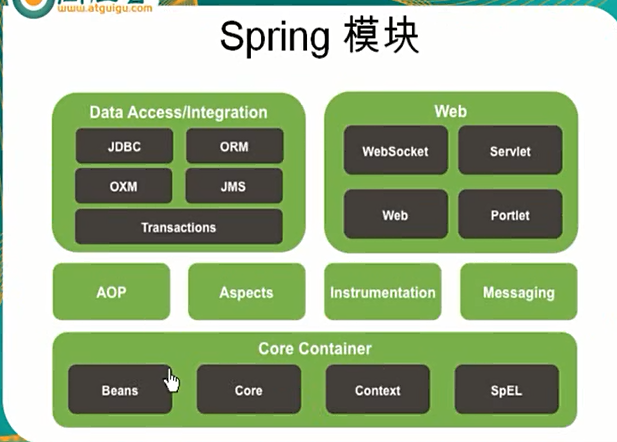 www.atguigu.com
Spring 模块
Data Access/Integration
JDBC
ORM
OXM
JMS
Transactions
Web
WebSocket
Servlet
Web
Portlet
AOP
Aspects
Instrumentation
Messaging
Core Container
Beans
Core
Context
SpEL